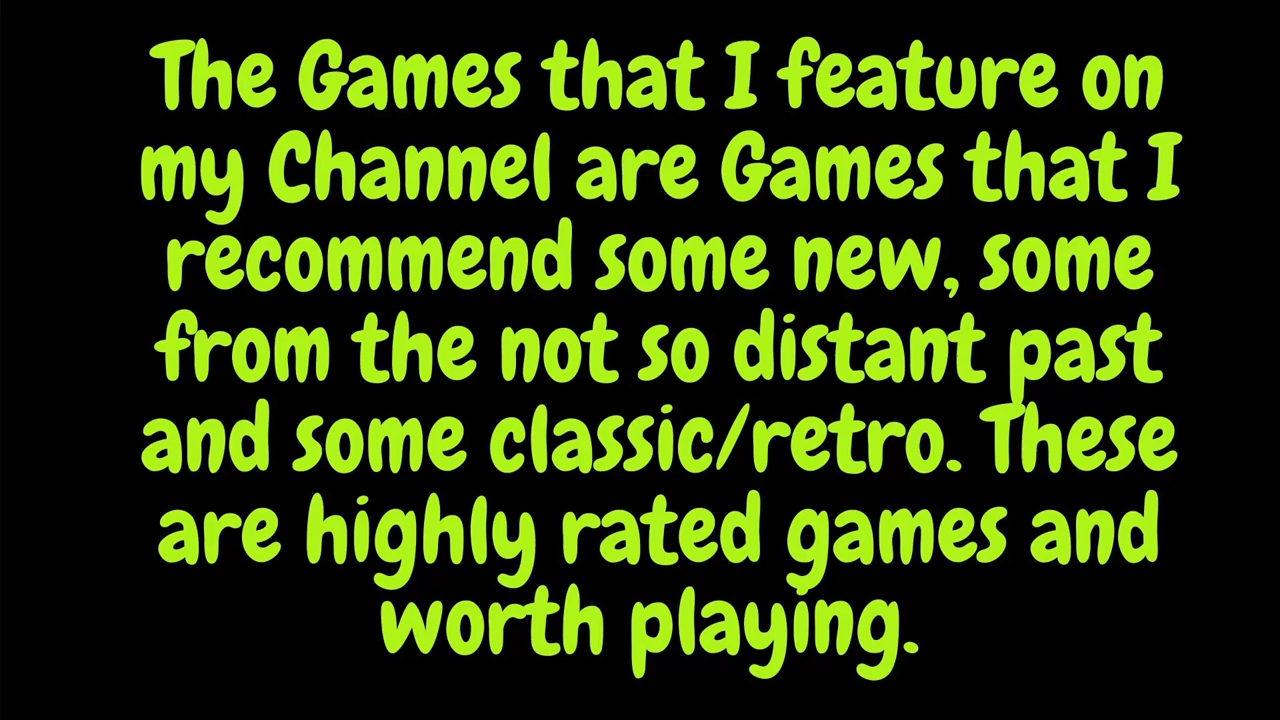 The Games that I feature on
my Channel are Games that I
recommend some new, some
from the not so distant past
and some classic/retro. These
are highly rated games and
worth playing.